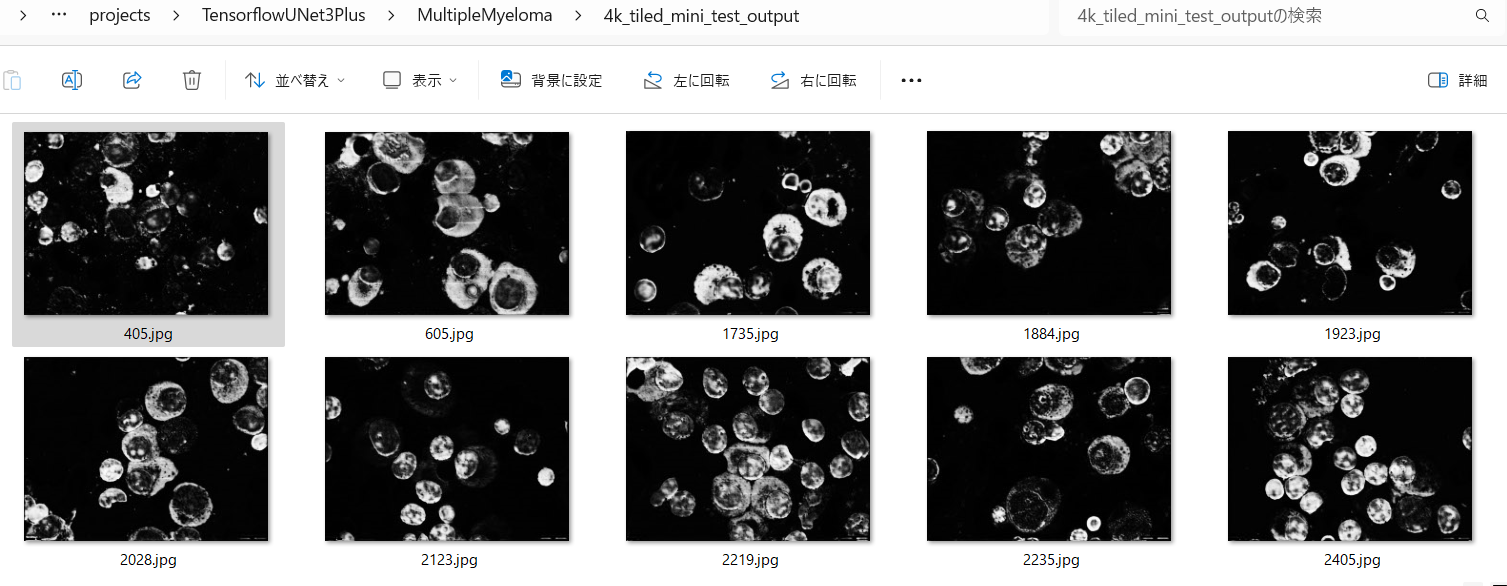 … projects TensorflowUNet3Plus MultipleMyeloma 4k_tiled_mini_test_output 4k_tiled_mini_test_outputの検索
並べ替え 表示 背景に設定 左に回転 右に回転 … 詳細
405.jpg 605.jpg 1735.jpg 1884.jpg 1923.jpg
2028.jpg 2123.jpg 2219.jpg 2235.jpg 2405.jpg